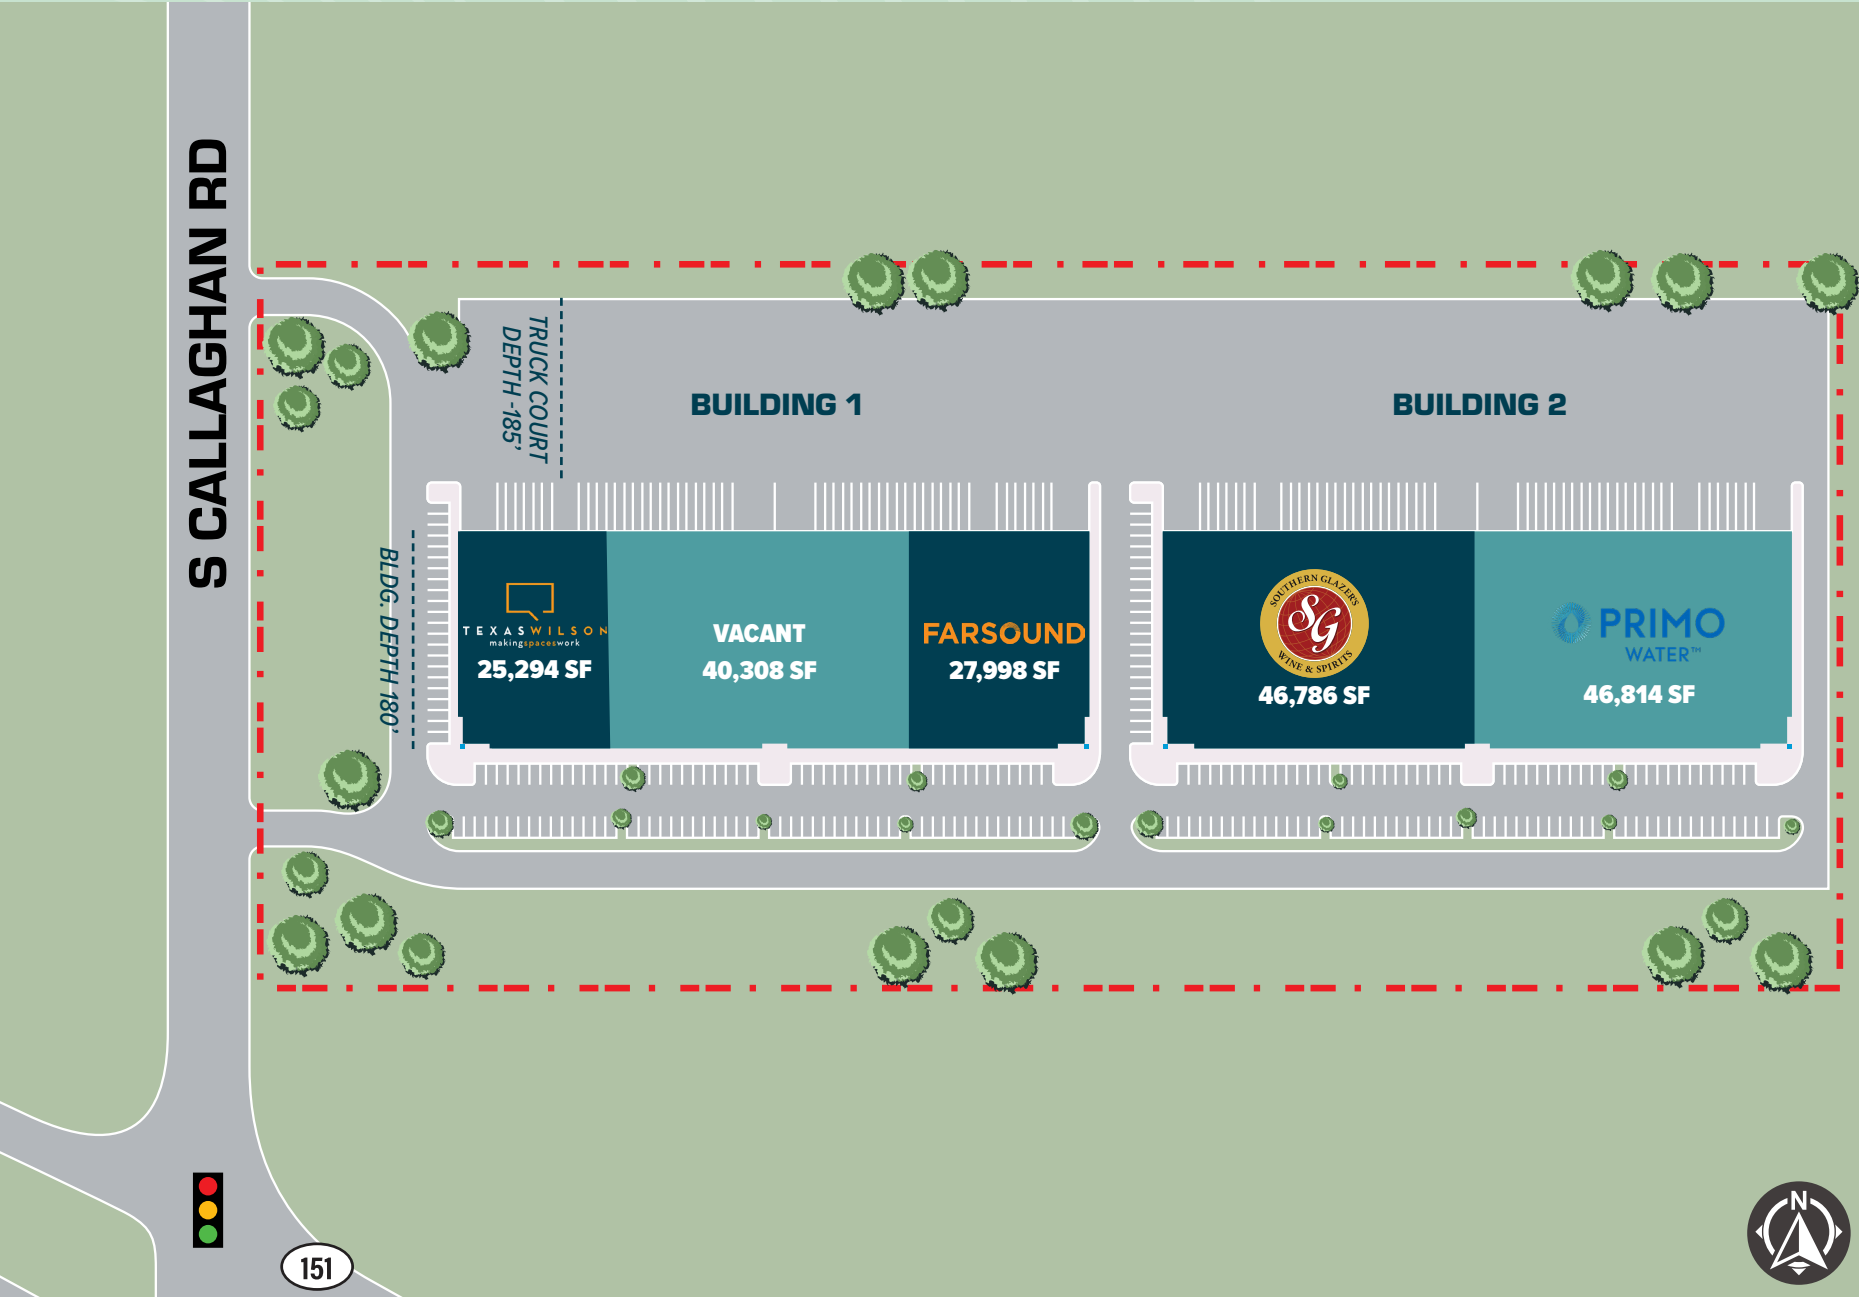 S CALLAGHAN RD
TRUCK COURT
DEPTH -185'
BUILDING 1
BUILDING 2
BLDG. DEPTH 180'
TEXAS WILSON
makingspaceswork
25,294 SF
VACANT
40,308 SF
FARSOUND
27,998 SF
SOUTHERN GLAZER'S
SG
WINE & SPIRITS
46,786 SF
PRIMO
WATER™
46,814 SF
151
N